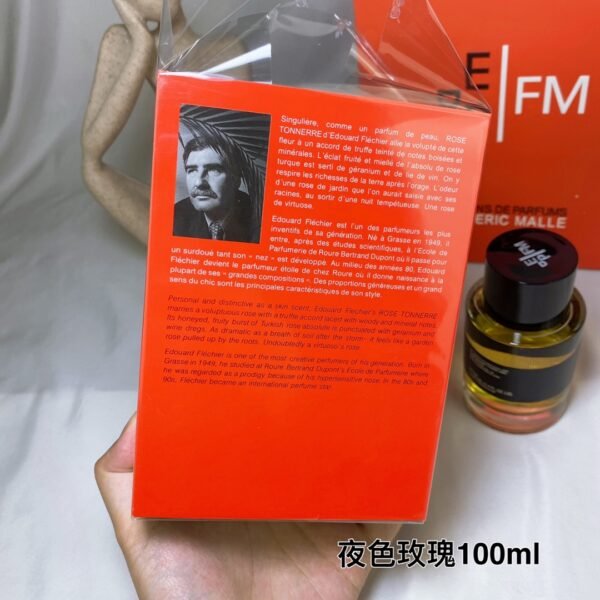 Singulière, comme un parfum de peau, ROSE
TONNERRE d'Edouard Fléchier allie la volupté de cette
fleur à un accord de truffe teinté de notes boisées et
minérales. L'éclat fruité et miellé de l'absolu de rose
turque est serti de géranium et de lie de vin. On y
respire les richesses de la terre après l'orage. L'odeur
d'une rose de jardin que l'on aurait saisie avec ses
racines, au sortir d'une nuit tempétueuse. Une rose
de virtuose.
Edouard Fléchier est l'un des parfumeurs les plus
inventifs de sa génération. Né à Grasse en 1949, il
entre, après des études scientifiques, à l'Ecole de
Parfumerie de Roure Bertrand Dupont où il passe pour
un surdoué tant son « nez » est développé. Au milieu des années 80, Edouard
Fléchier devient le parfumeur étoile de chez Roure où il donne naissance à la
plupart de ses « grandes compositions ». Des proportions généreuses et un grand
sens du chic sont les principales caractéristiques de son style.
Personal and distinctive as a skin scent, Edouard Fléchier's ROSE TONNERRE
marries a voluptuous rose with a truffle accord laced with woody and mineral notes.
Its honeyed, fruity burst of Turkish rose absolute is punctuated with geranium and
wine dregs. As dramatic as a breath of soil after the storm - it feels like a garden
rose pulled up by the roots. Undoubtedly a virtuoso's rose.
Edouard Fléchier is one of the most creative perfumers of his generation. Born in
Grasse in 1949, he studied at Roure Bertrand Dupont's Ecole de Parfumerie where
he was regarded as a prodigy because of his hypersensitive nose. In the 80s and
90s, Fléchier became an international perfume star.
FM
NS DE PARFUMS
ERIC MALLE
夜色玫瑰100ml